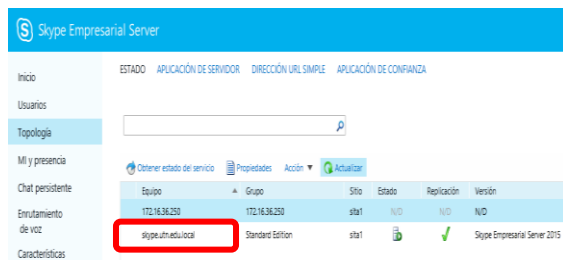 Skype Empresarial Server
Inicio
Usuarios
Topología
MI y presencia
Chat persistente
Enrutamiento
de voz
Características
ESTADO APLICACIÓN DE SERVIDOR DIRECCIÓN URL SIMPLE APLICACIÓN DE CONFIANZA
Obtener estado del servicio Propiedades Acción Actualizar
Equipo Grupo Sitio Estado Replicación Versión
172.16.36.250 172.16.36.250 sita1 N/D N/D N/D
skype.utn.edu.local Standard Edition sita1 Skype Empresarial Server 2015